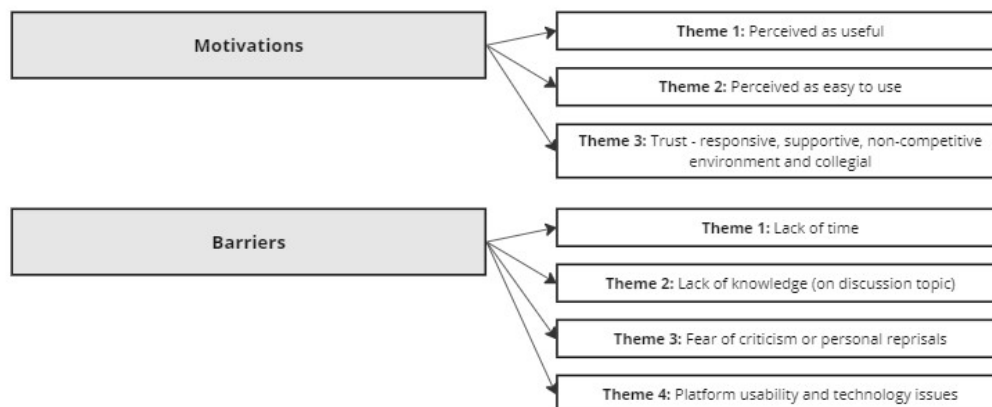 Motivations
Theme 1: Perceived as useful
Theme 2: Perceived as easy to use
Theme 3: Trust - responsive, supportive, non-competitive
environment and collegial
Barriers
Theme 1: Lack of time
Theme 2: Lack of knowledge (on discussion topic)
Theme 3: Fear of criticism or personal reprisals
Theme 4: Platform usability and technology issues